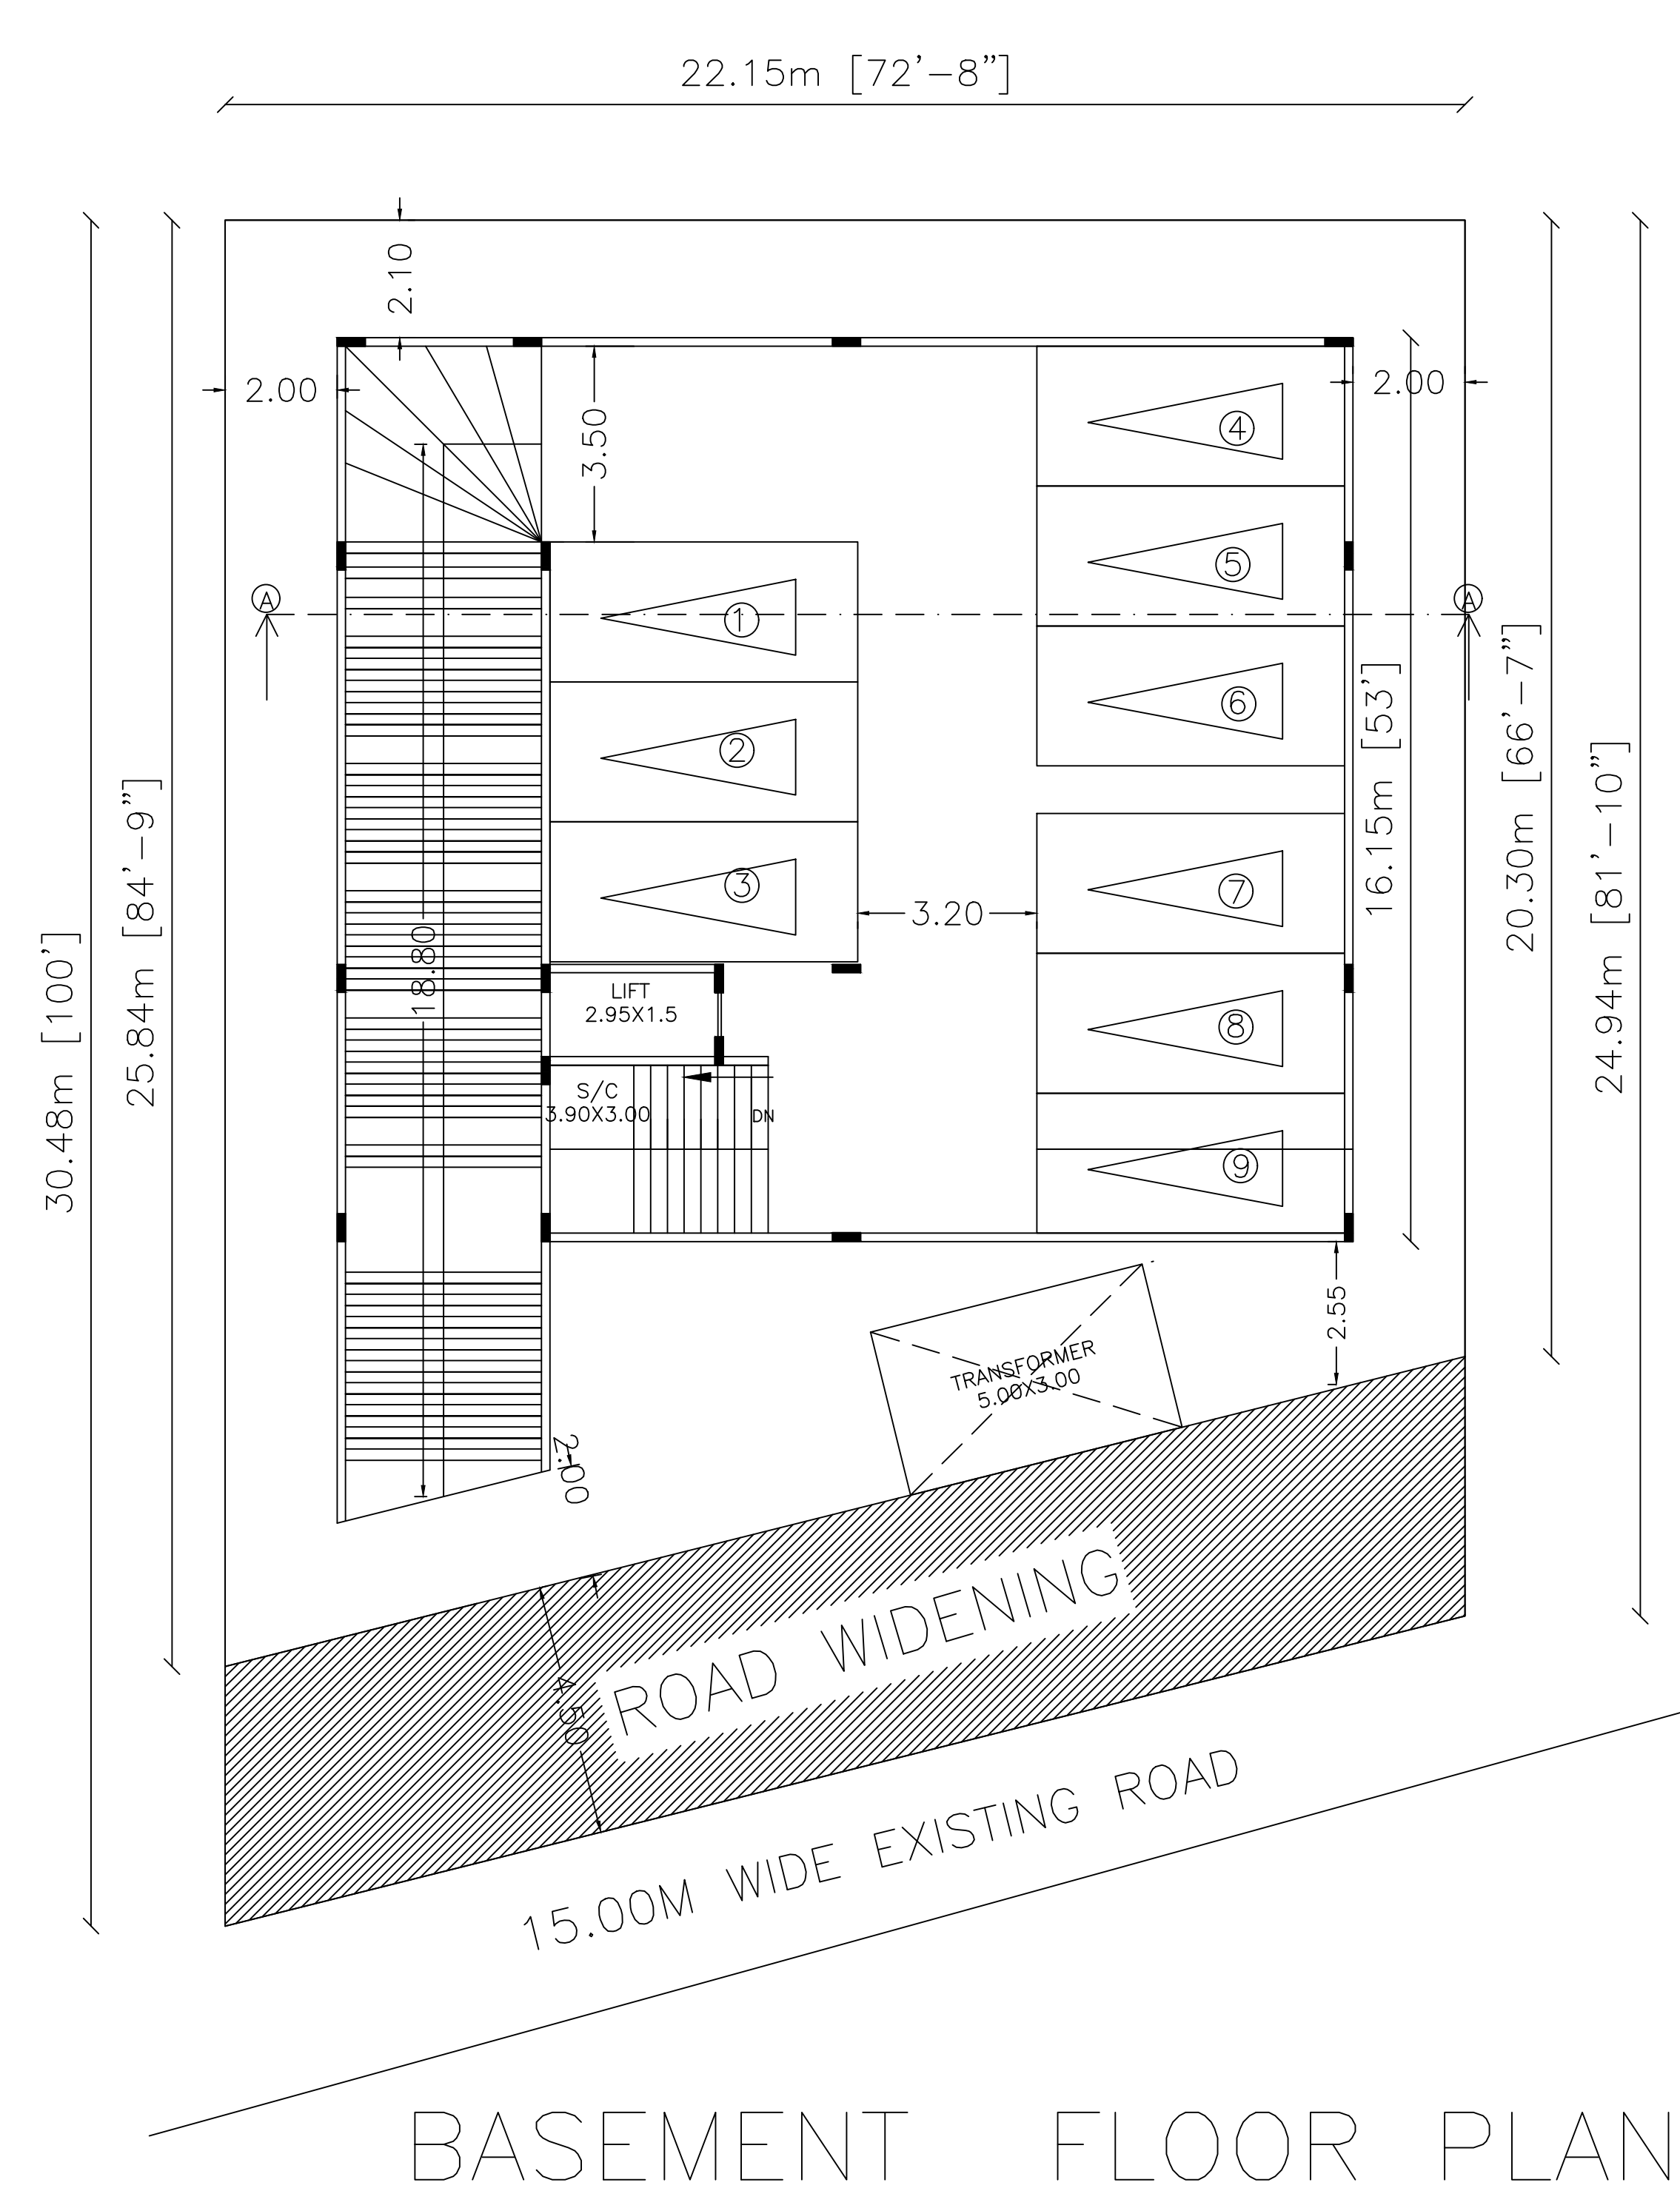 22.15m [72'-8"]
2.10
2.00
2.00
3.50
4
5
A
A
1
6
16.15m [53']
20.30m [66'-7"]
24.94m [81'-10"]
25.84m [84'-9"]
30.48m [100']
2
3
7
3.20
18.80
LIFT
2.95X1.5
8
S/C
3.90X3.00
DN
9
2.55
TRANSFORMER
5.00X3.00
2.00
ROAD WIDENING
4.50
15.00M WIDE EXISTING ROAD
BASEMENT FLOOR PLAN